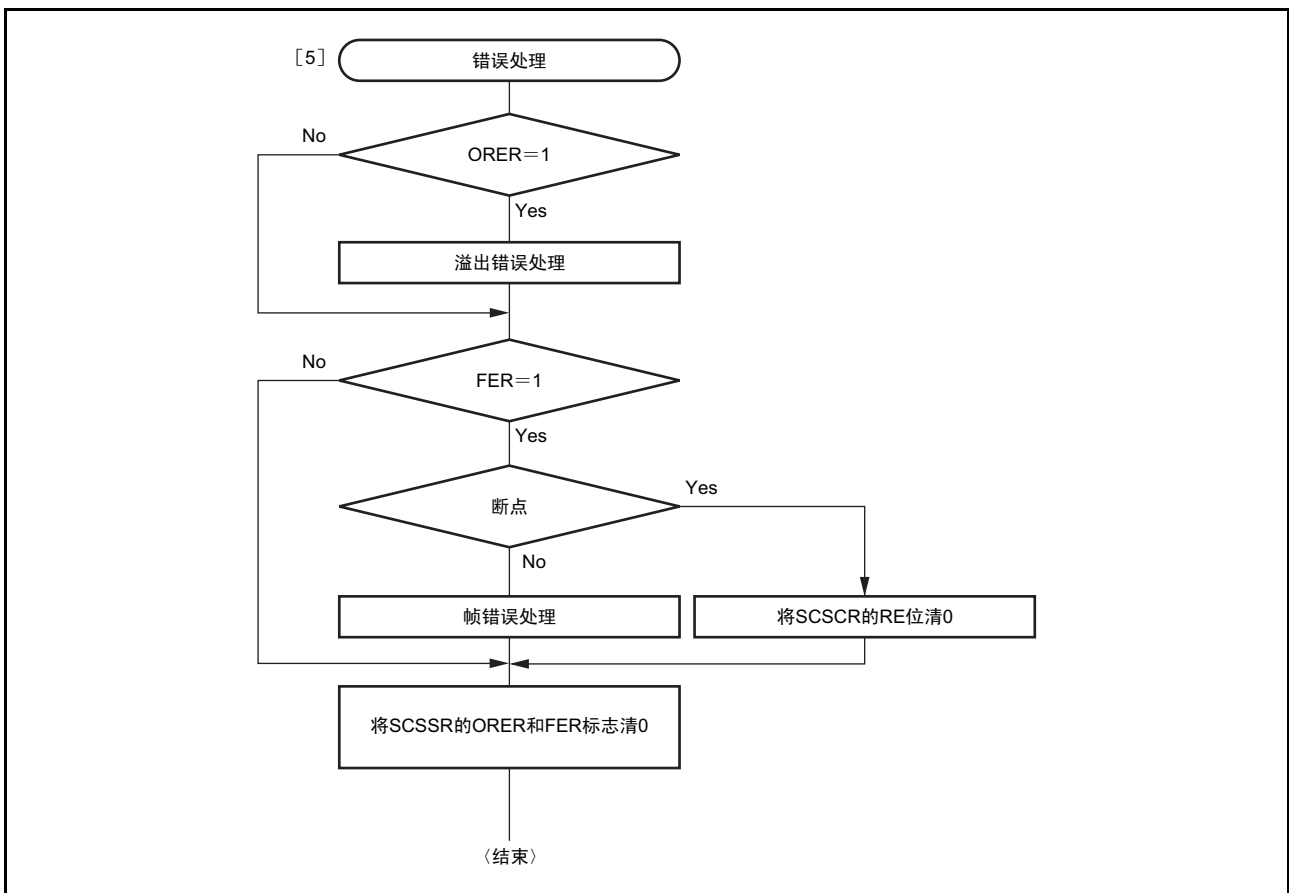 [5] 错误处理
No
ORER＝1
Yes
溢出错误处理
No
FER＝1
Yes
断点
Yes
No
帧错误处理
将SCSCR的RE位清0
将SCSSR的ORER和FER标志清0
〈结束〉